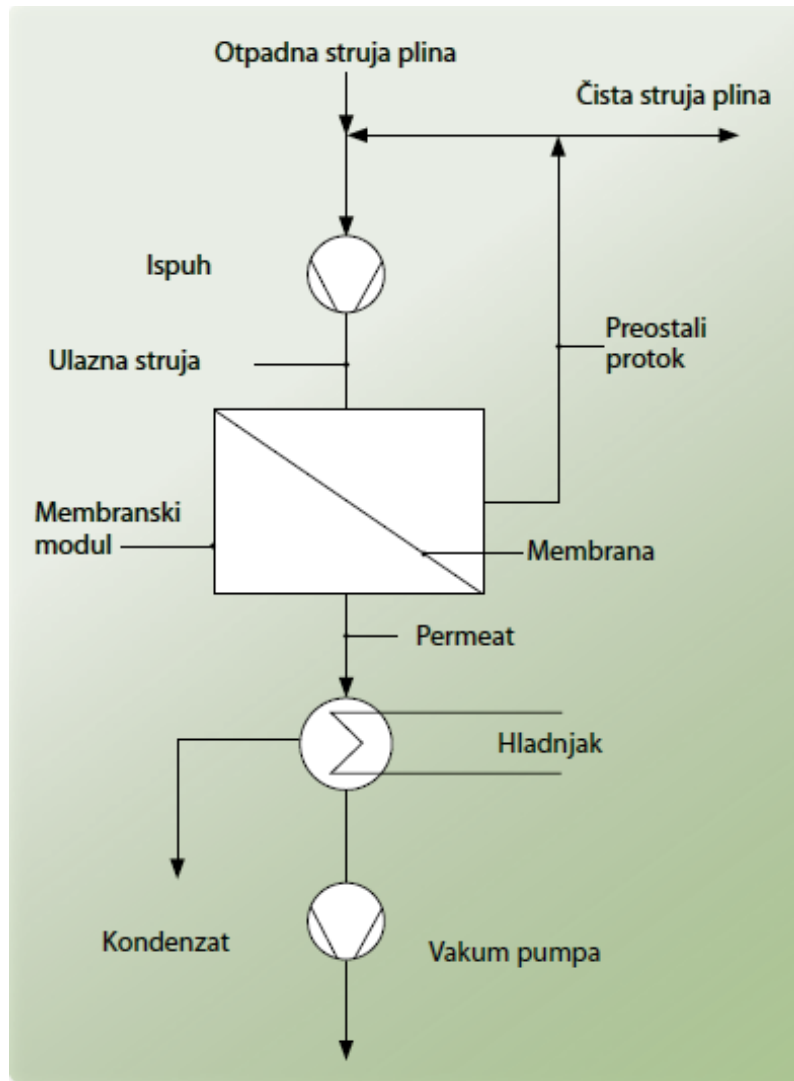 Otpadna struja plina
Čista struja plina
Ispuh
Ulazna struja
Preostali
protok
Membranski
modul
Membrana
Permeat
Hladnjak
Kondenzat
Vakum pumpa